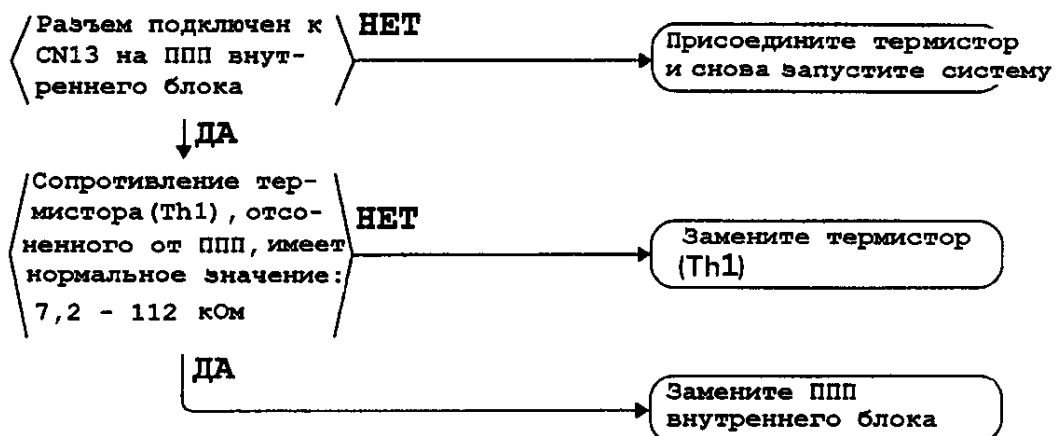 Разъем подключен к
CN13 на ППП внут-
реннего блока
НЕТ
Присоедините термистор
и снова запустите систему
ДА
Сопротивление тер-
мистора(Th1), отсо-
ненного от ППП, имеет
нормальное значение:
7,2 - 112 кОм
НЕТ
Замените термистор
(Th1)
ДА
Замените ППП
внутреннего блока